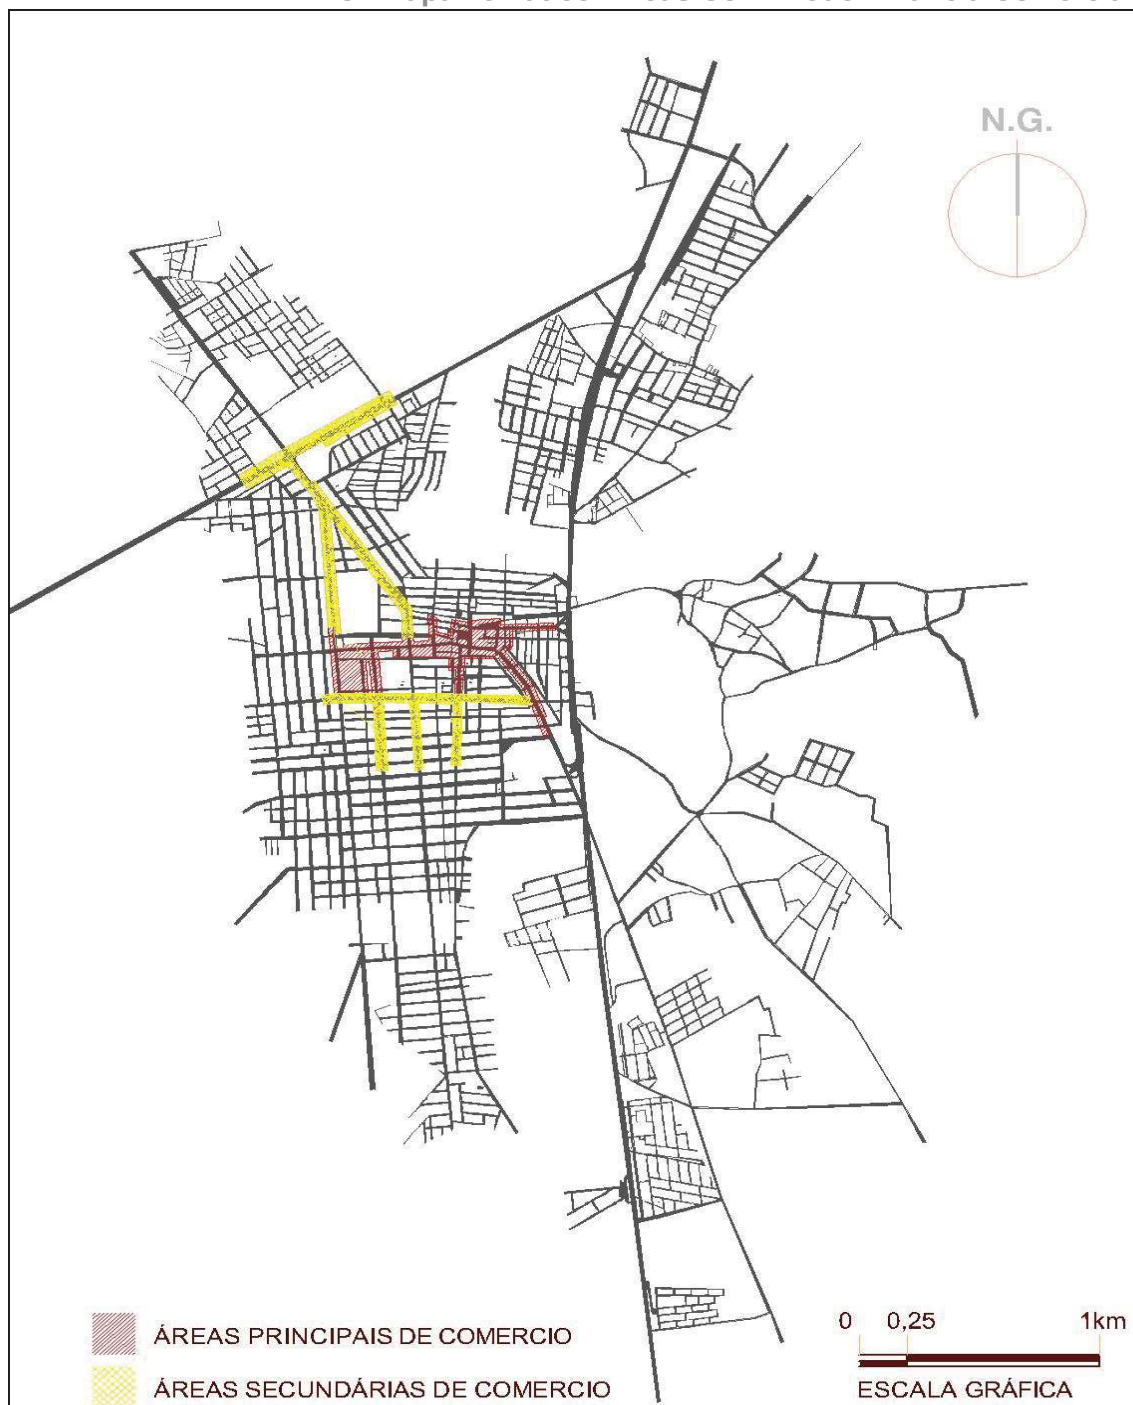 N.G.
ÁREAS PRINCIPAIS DE COMERCIO
ÁREAS SECUNDÁRIAS DE COMERCIO
0 0,25 1km
ESCALA GRÁFICA